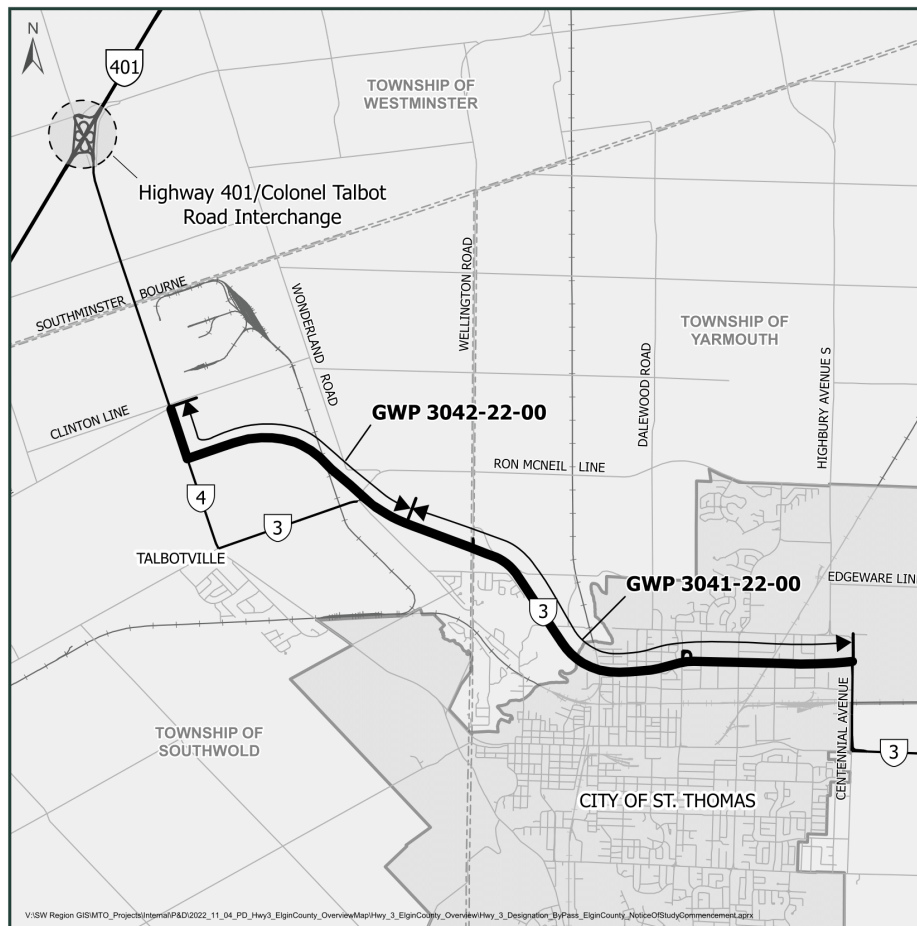 N
401
TOWNSHIP OF
WESTMINSTER
Highway 401/Colonel Talbot
Road Interchange
SOUTHMINSTER BOURNE
WONDERLAND ROAD
WELLINGTON ROAD
TOWNSHIP OF
YARMOUTH
DALEWOOD ROAD
HIGHBURY AVENUE S
CLINTON LINE
GWP 3042-22-00
RON MCNEIL LINE
4
3
TALBOTVILLE
GWP 3041-22-00
EDGEWARE LINE
3
CENTENNIAL AVENUE
TOWNSHIP OF
SOUTHWOLD
3
CITY OF ST. THOMAS
V:\SW Region GIS\MTO_Projects\Internal\P&D\2022_11_04_PD_Hwy3_ElginCounty_OverviewMap\Hwy_3_ElginCounty_Overview\Hwy_3_Designation_ByPass_ElginCounty_NoticeOfStudyCommencement.aprx